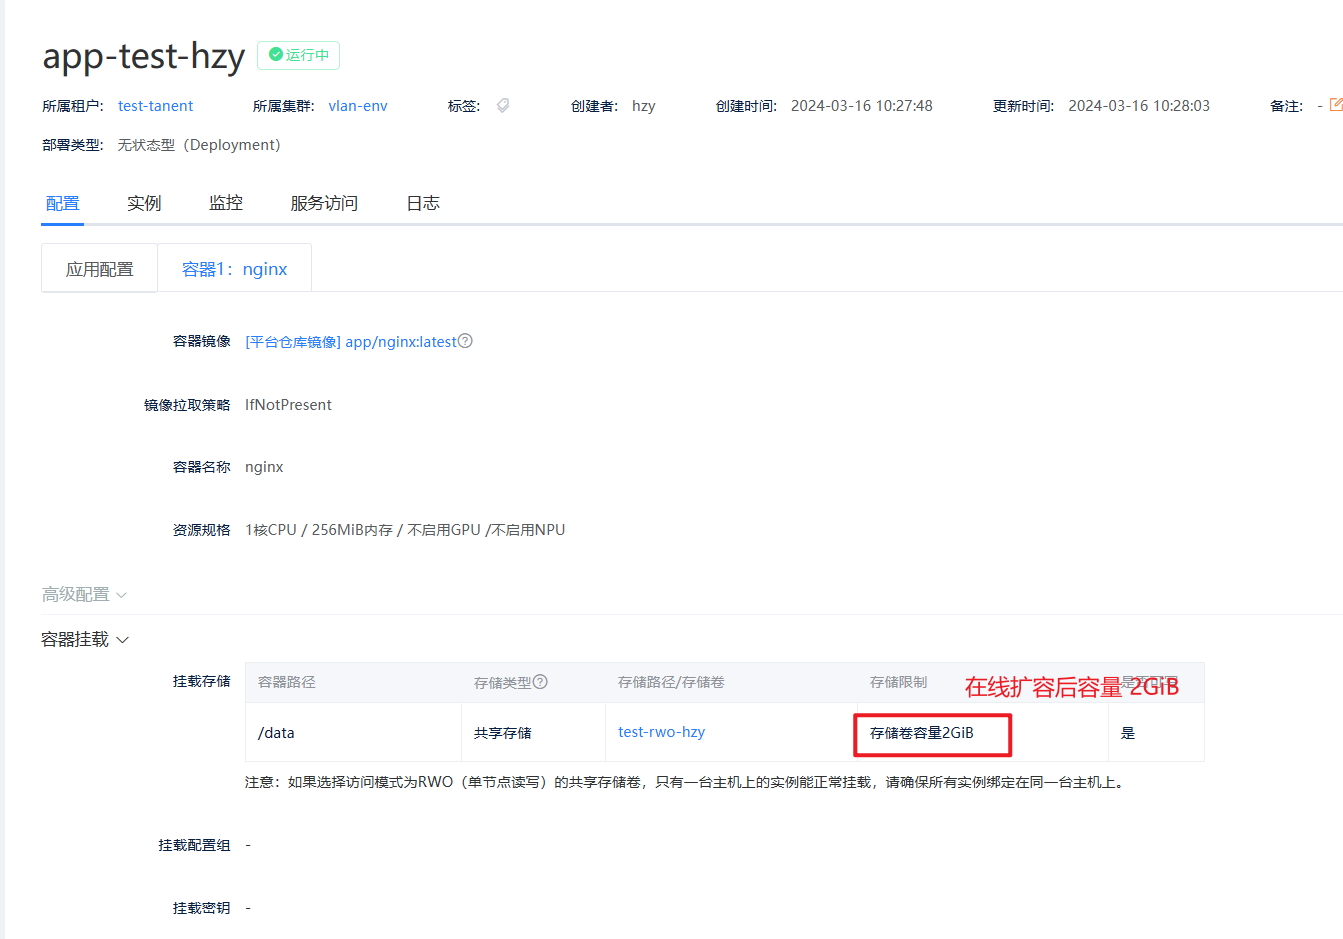 app-test-hzy 运行中
所属租户: test-tanent 所属集群: vlan-env 标签: 创建者: hzy 创建时间: 2024-03-16 10:27:48 更新时间: 2024-03-16 10:28:03 备注: -
部署类型: 无状态型（Deployment）
配置 实例 监控 服务访问 日志
应用配置 容器1：nginx
容器镜像 [平台仓库镜像] app/nginx:latest
镜像拉取策略 IfNotPresent
容器名称 nginx
资源规格 1核CPU / 256MiB内存 / 不启用GPU /不启用NPU
高级配置
容器挂载
挂载存储 容器路径 存储类型 存储路径/存储卷 存储限制 是否可写
在线扩容后容量 2GiB
/data 共享存储 test-rwo-hzy 存储卷容量2GiB 是
注意：如果选择访问模式为RWO（单节点读写）的共享存储卷，只有一台主机上的实例能正常挂载，请确保所有实例绑定在同一台主机上。
挂载配置组 -
挂载密钥 -